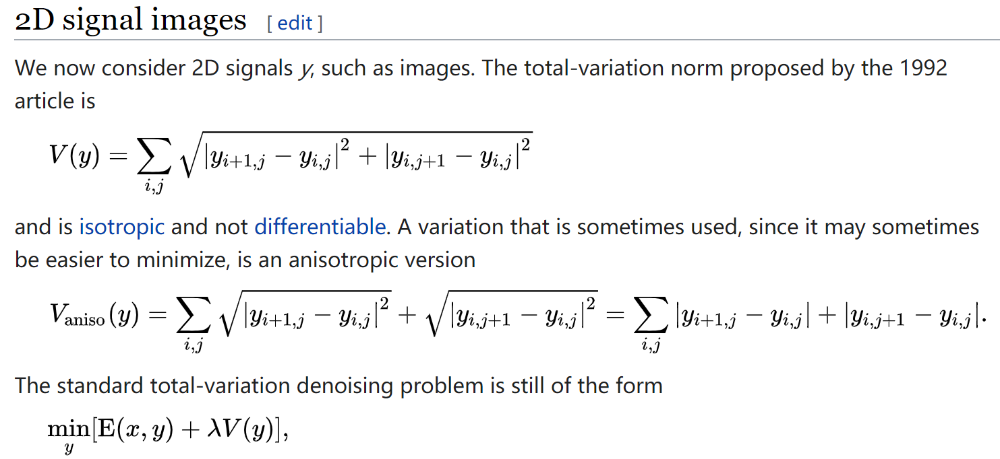 2D signal images [ edit ]
We now consider 2D signals y, such as images. The total-variation norm proposed by the 1992
article is
V(y) = ∑_{i,j} √(|y_{i+1,j} − y_{i,j}|² + |y_{i,j+1} − y_{i,j}|²)
and is isotropic and not differentiable. A variation that is sometimes used, since it may sometimes
be easier to minimize, is an anisotropic version
V_{aniso}(y) = ∑_{i,j} √(|y_{i+1,j} − y_{i,j}|²) + √(|y_{i,j+1} − y_{i,j}|²) = ∑_{i,j} |y_{i+1,j} − y_{i,j}| + |y_{i,j+1} − y_{i,j}|.
The standard total-variation denoising problem is still of the form
min_y [E(x, y) + λV(y)],